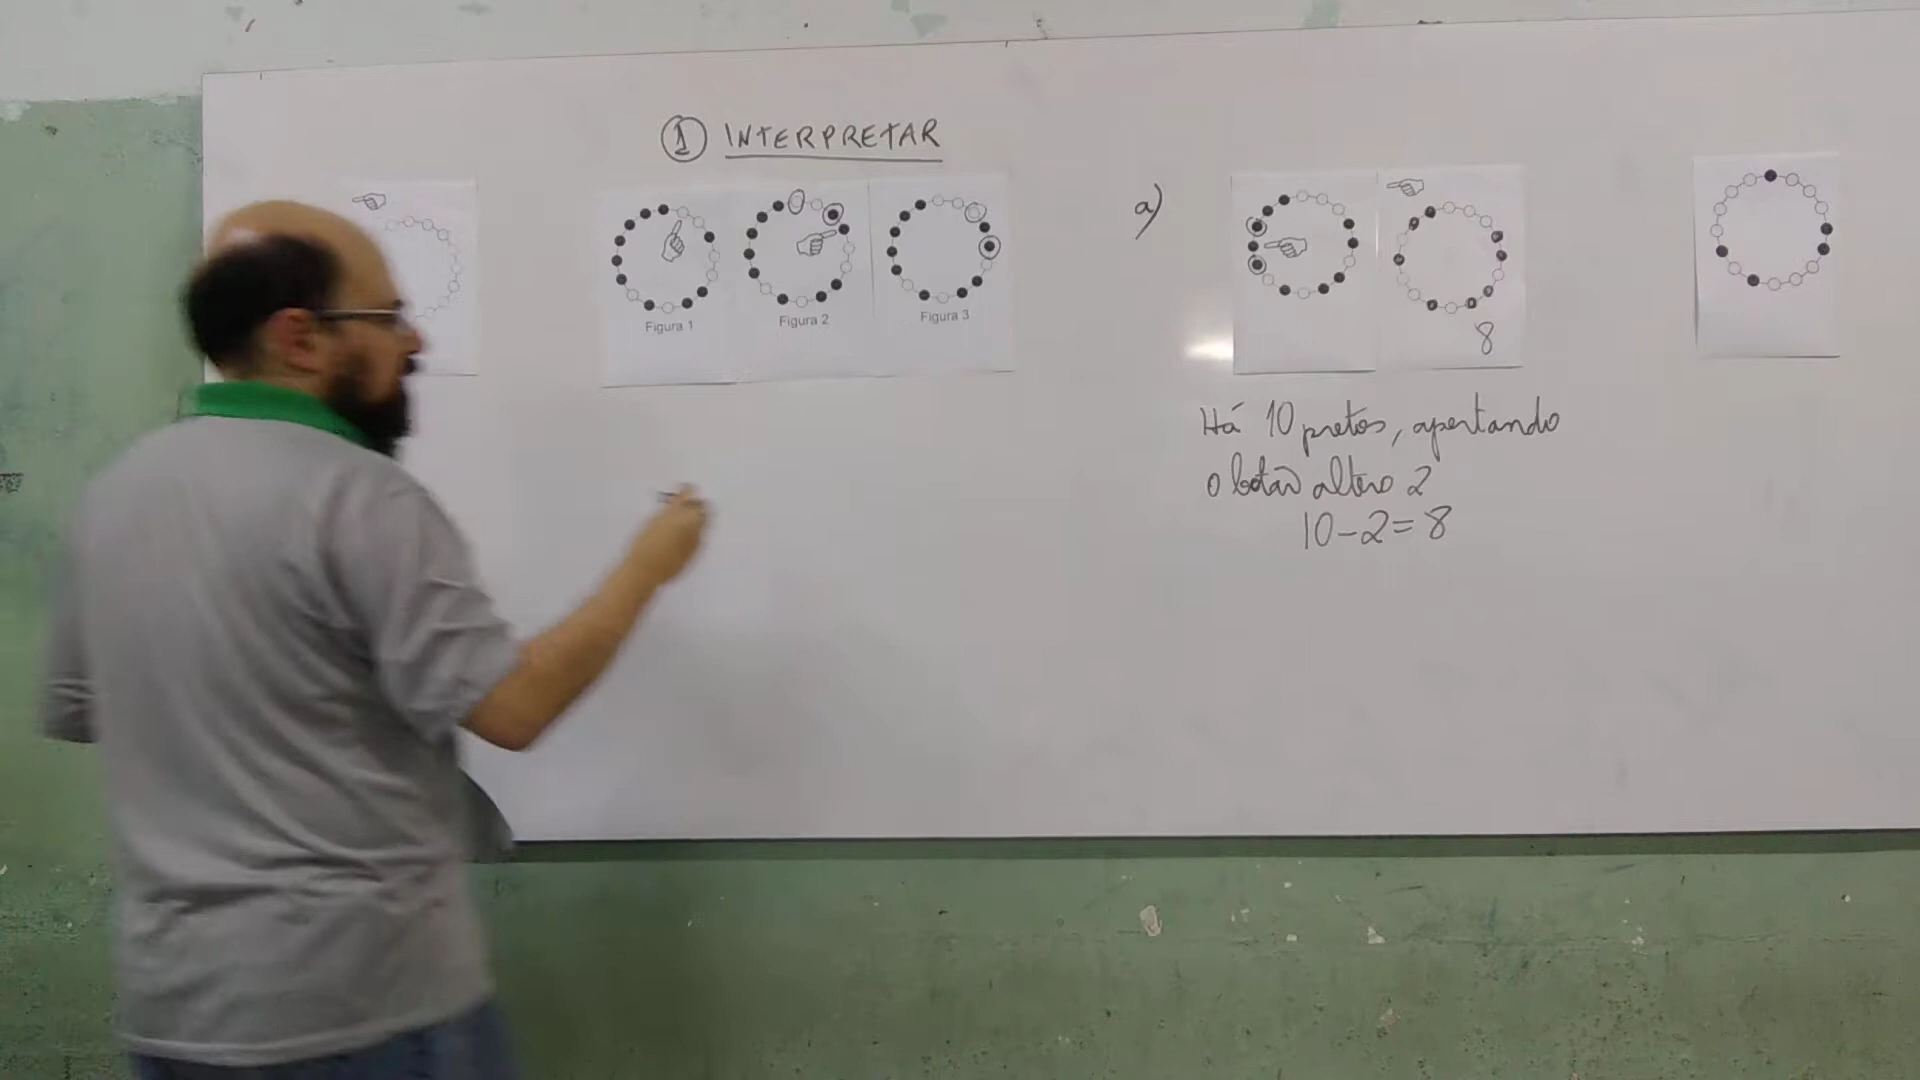 ① INTERPRETAR
Figura 1
Figura 2
Figura 3
a)
8
Há 10 pretos, apertando
o botão altero 2
10-2=8